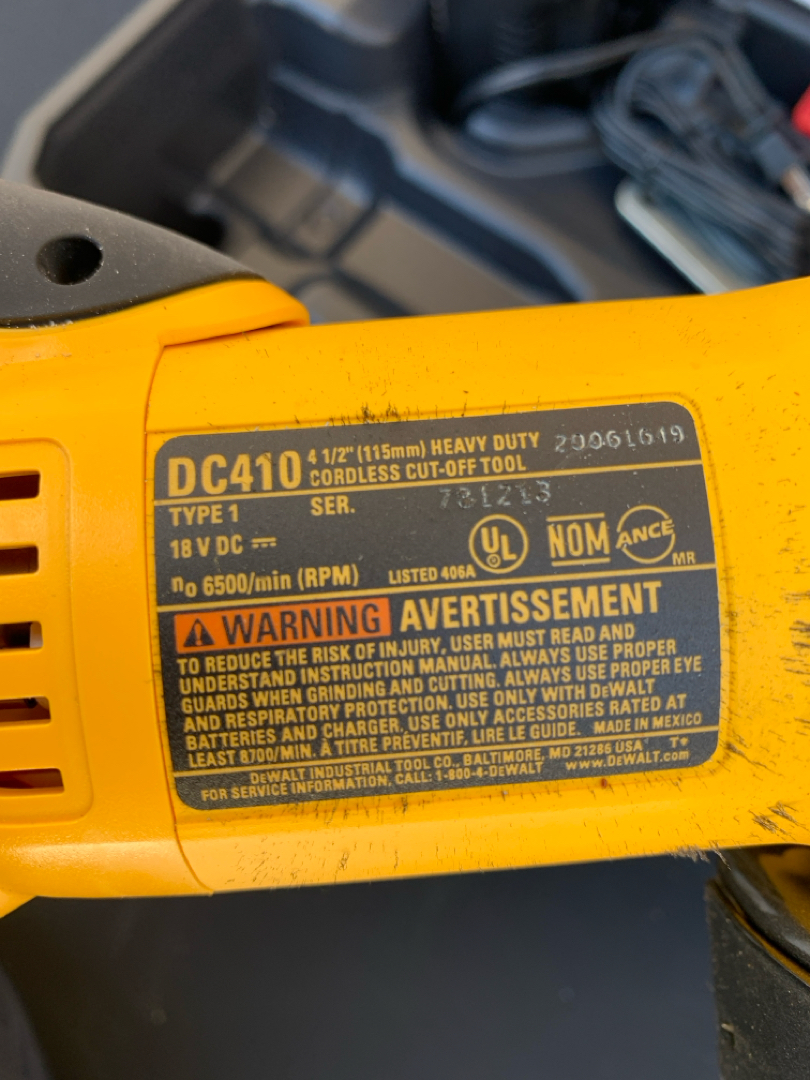 DC410 4 1/2" (115mm) HEAVY DUTY
CORDLESS CUT-OFF TOOL
TYPE 1 SER.
18 V DC
no 6500/min (RPM) LISTED 406A
UL
NOM
ANCE
MR
WARNING AVERTISSEMENT
TO REDUCE THE RISK OF INJURY, USER MUST READ AND
UNDERSTAND INSTRUCTION MANUAL. ALWAYS USE PROPER
GUARDS WHEN GRINDING AND CUTTING. ALWAYS USE PROPER EYE
AND RESPIRATORY PROTECTION. USE ONLY WITH DEWALT
BATTERIES AND CHARGER. USE ONLY ACCESSORIES RATED AT
LEAST 8700/MIN. À TITRE PRÉVENTIF, LIRE LE GUIDE. MADE IN MEXICO
DEWALT INDUSTRIAL TOOL CO., BALTIMORE, MD 21286 USA
FOR SERVICE INFORMATION, CALL: 1-800-4-DEWALT www.DEWALT.com